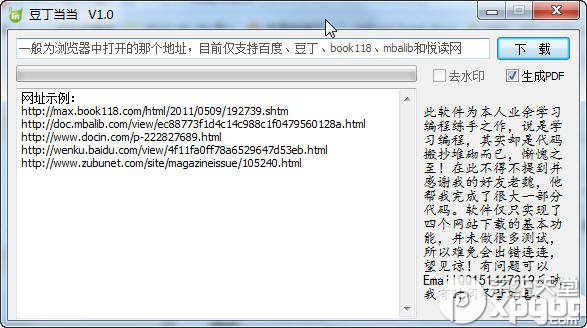 豆丁当当 V1.0
一般为浏览器中打开的那个地址，目前仅支持百度、豆丁、book118、mbalib和悦读网
下 载
去水印
生成PDF
网址示例：
http://max.book118.com/html/2011/0509/192739.shtm
http://doc.mbalib.com/view/ec88773f1d4c14c988c1f0479560128a.html
http://www.docin.com/p-222827689.html
http://wenku.baidu.com/view/4f11fa0ff78a6529647d53eb.html
http://www.zubunet.com/site/magazineissue/105240.html
此软件为本人业余学习
编程练手之作，说是学
习编程，其实却是代码
搬抄堆砌而已，惭愧之
至！在此不得不提到并
感谢我的好友老魏，他
帮我完成了很大一部分
代码。软件仅只实现了
四个网站下载的基本功
能，并未做很多测试，
所以难免会出错连连，
望见谅！有问题可以
Email
我有时间尽